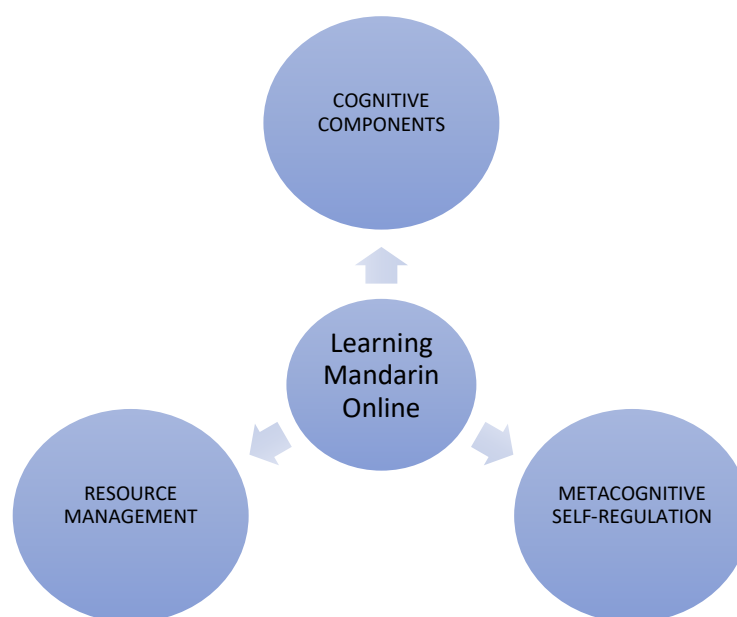 COGNITIVE
COMPONENTS
Learning
Mandarin
Online
RESOURCE
MANAGEMENT
METACOGNITIVE
SELF-REGULATION